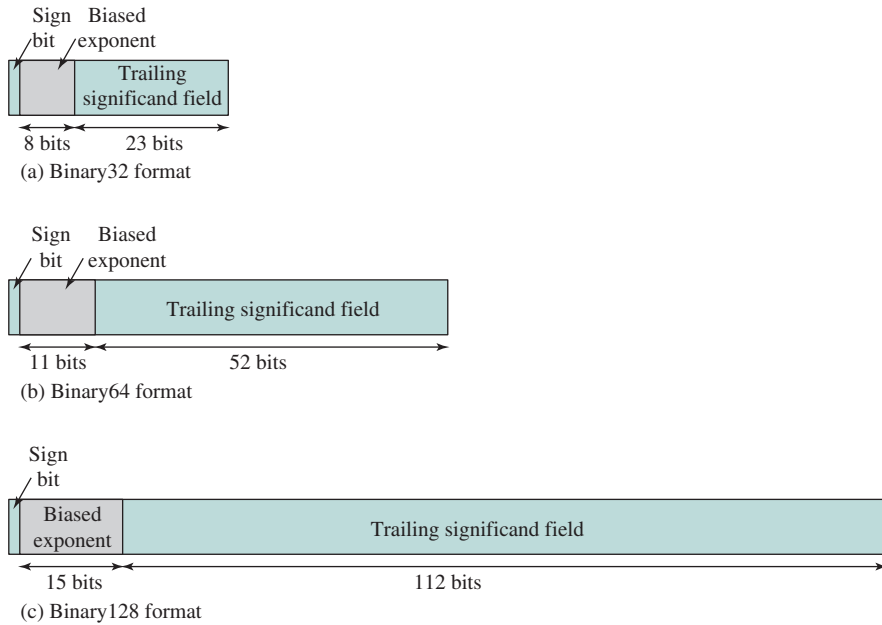 Sign Biased
bit exponent
Trailing
significand field
8 bits 23 bits
(a) Binary32 format
Sign Biased
bit exponent
Trailing significand field
11 bits 52 bits
(b) Binary64 format
Sign
bit
Biased
exponent
Trailing significand field
15 bits 112 bits
(c) Binary128 format